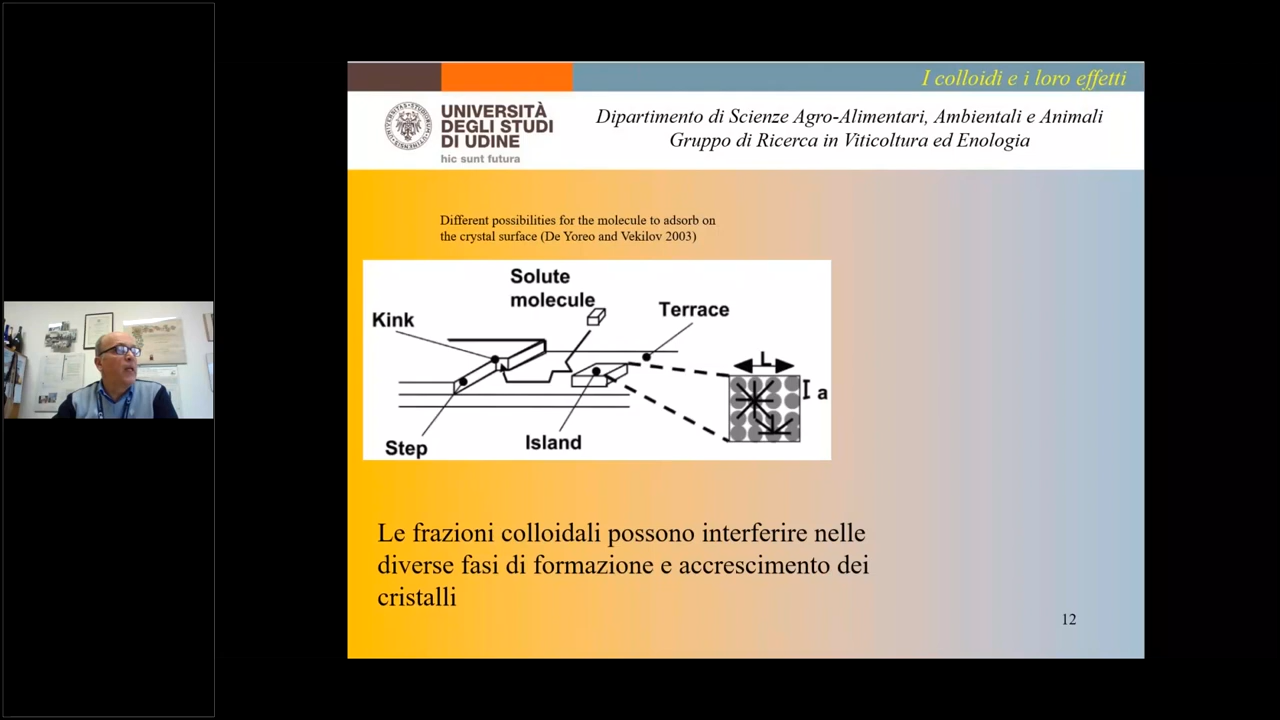 I colloidi e i loro effetti
UNIVERSITÀ
DEGLI STUDI
DI UDINE
hic sunt futura
Dipartimento di Scienze Agro-Alimentari, Ambientali e Animali
Gruppo di Ricerca in Viticoltura ed Enologia
Different possibilities for the molecule to adsorb on
the crystal surface (De Yoreo and Vekilov 2003)
Solute
molecule
Kink
Terrace
L
a
Step
Island
Le frazioni colloidali possono interferire nelle
diverse fasi di formazione e accrescimento dei
cristalli
12